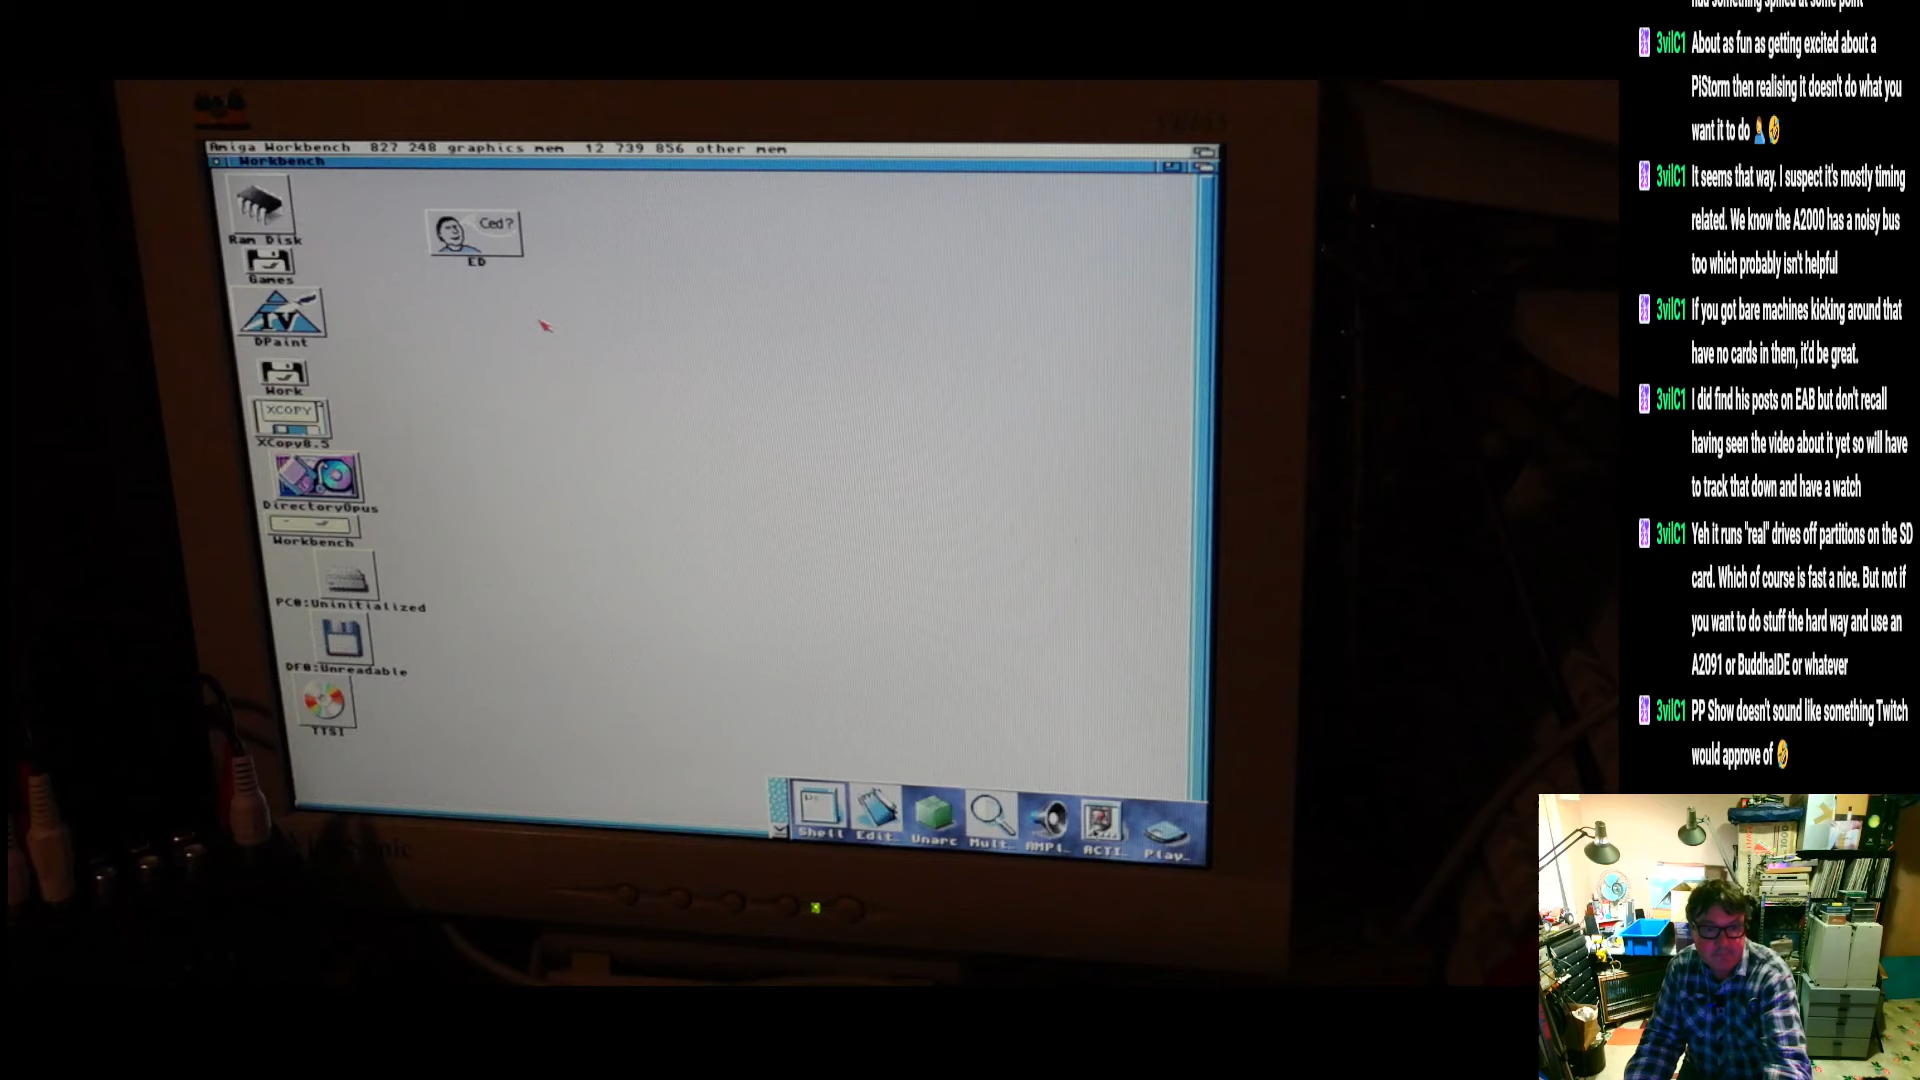 Amiga Workbench 827 248 graphics mem 12 739 856 other mem
Workbench
Ram Disk
Ced?
ED
Games
IV
DPaint
Work
XCOPY
XCopy8.5
DirectoryOpus
Workbench
PC0:Uninitialized
DF0:Unreadable
TTS1
Shell Edit_ Unarc Mult_ AMPl_ ACTI_ Play_
3vilC1 About as fun as getting excited about a
PiStorm then realising it doesn't do what you
want it to do
3vilC1 It seems that way. I suspect it's mostly timing
related. We know the A2000 has a noisy bus
too which probably isn't helpful
3vilC1 If you got bare machines kicking around that
have no cards in them, it'd be great.
3vilC1 I did find his posts on EAB but don't recall
having seen the video about it yet so will have
to track that down and have a watch
3vilC1 Yeh it runs "real" drives off partitions on the SD
card. Which of course is fast a nice. But not if
you want to do stuff the hard way and use an
A2091 or BuddhaIDE or whatever
3vilC1 PP Show doesn't sound like something Twitch
would approve of